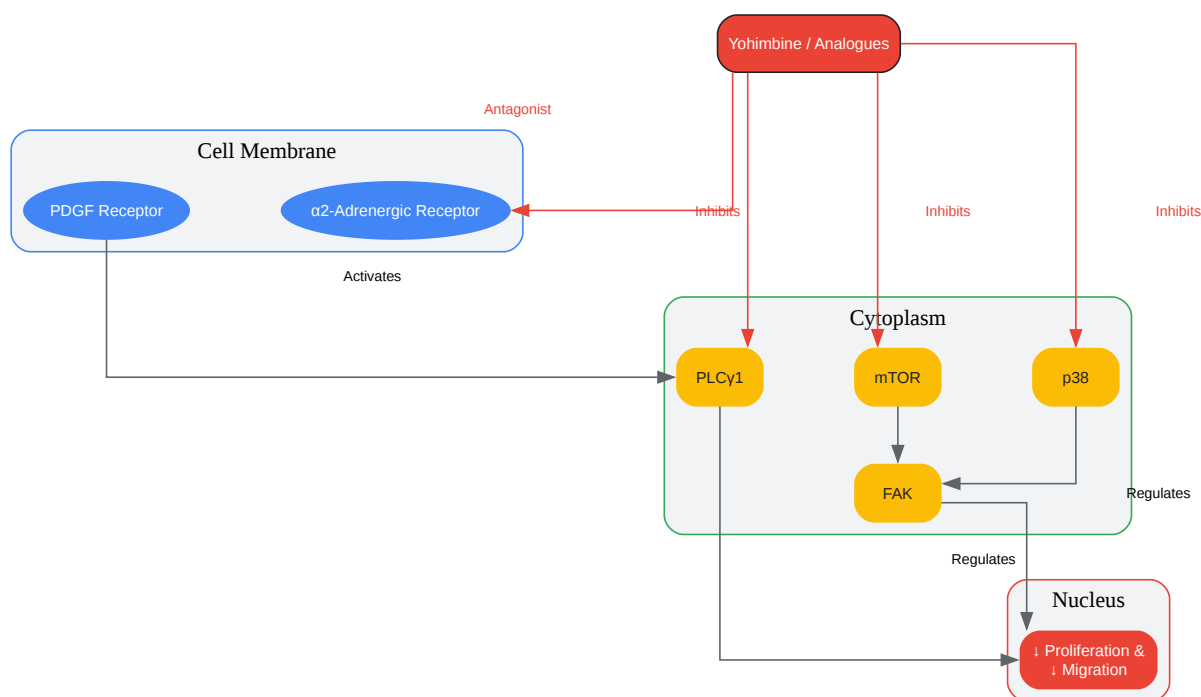 Yohimbine / Analogues
Antagonist
Cell Membrane
PDGF Receptor
α2-Adrenergic Receptor
Inhibits
Inhibits
Inhibits
Activates
Cytoplasm
PLCγ1
mTOR
p38
FAK
Regulates
Regulates
Nucleus
↓ Proliferation &
↓ Migration